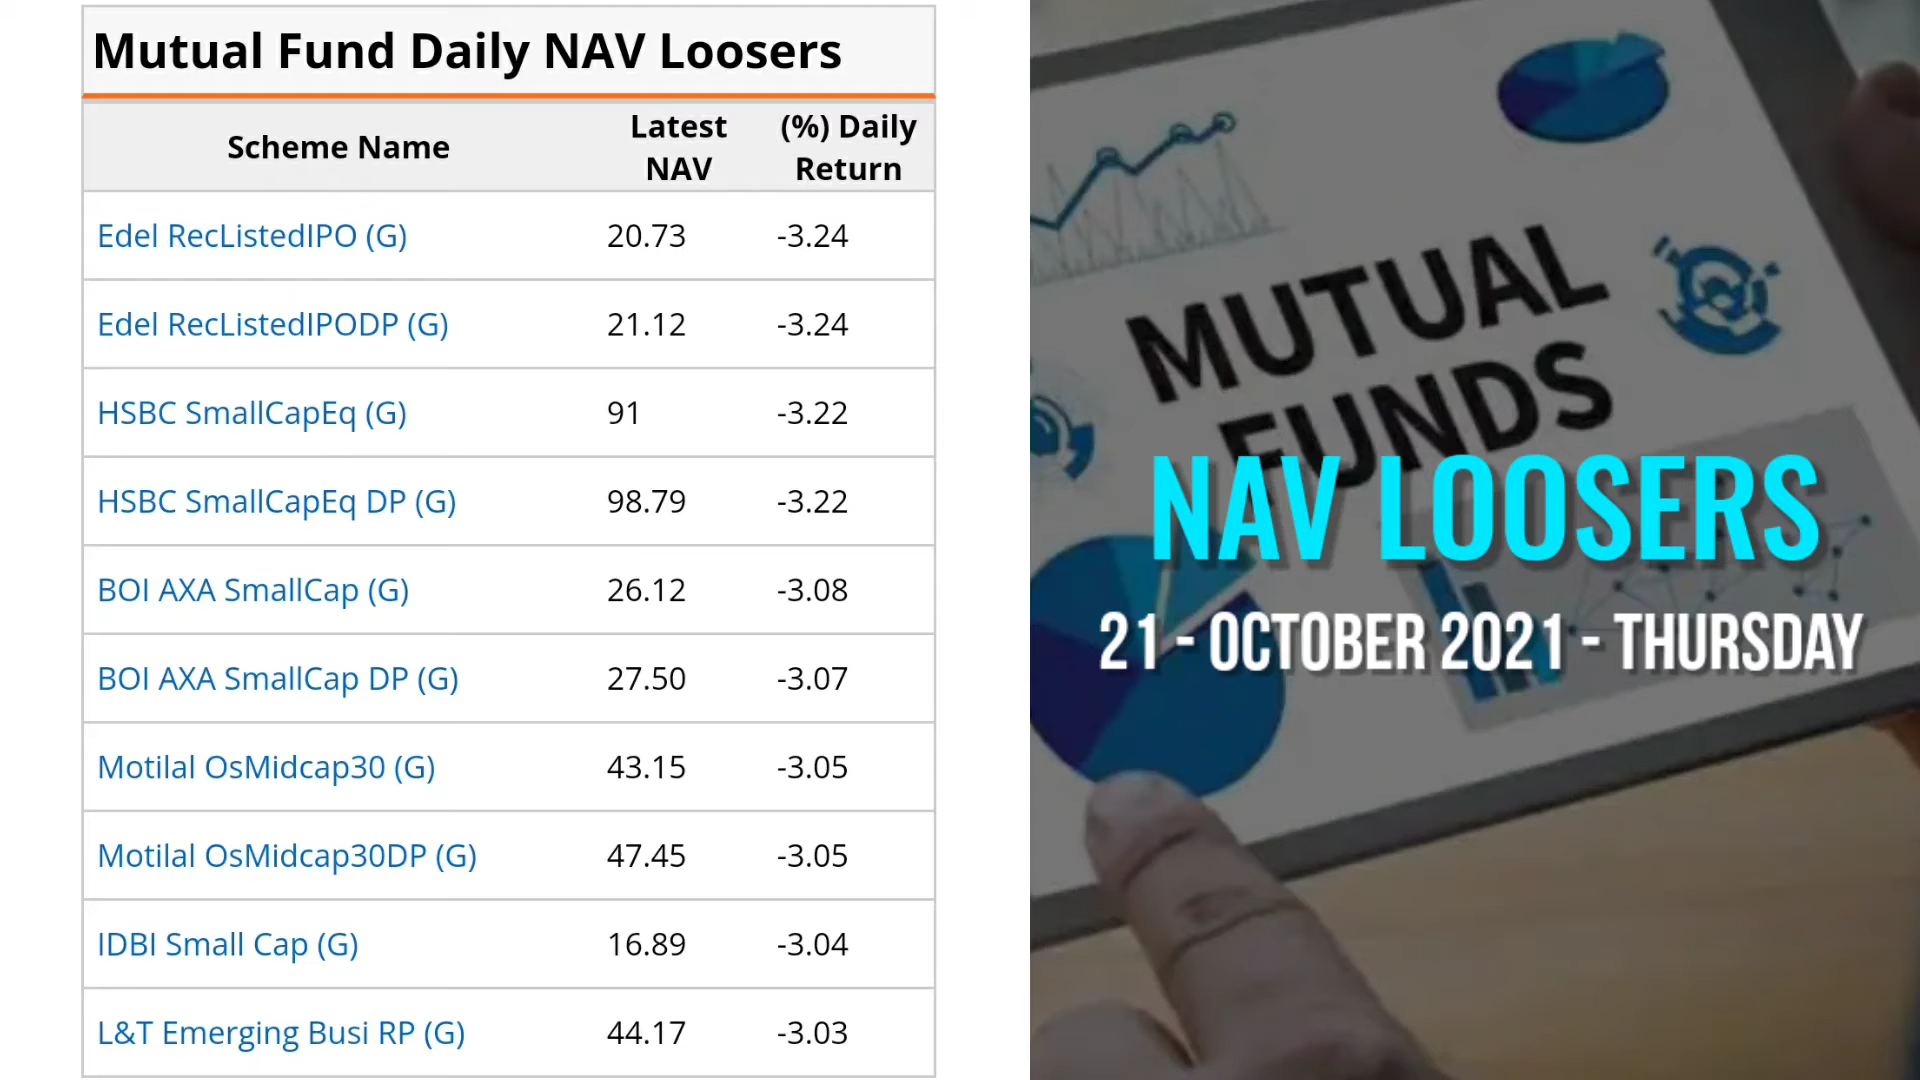 Mutual Fund Daily NAV Loosers
Scheme Name Latest NAV (%) Daily Return
Edel RecListedIPO (G) 20.73 -3.24
Edel RecListedIPODP (G) 21.12 -3.24
HSBC SmallCapEq (G) 91 -3.22
HSBC SmallCapEq DP (G) 98.79 -3.22
BOI AXA SmallCap (G) 26.12 -3.08
BOI AXA SmallCap DP (G) 27.50 -3.07
Motilal OsMidcap30 (G) 43.15 -3.05
Motilal OsMidcap30DP (G) 47.45 -3.05
IDBI Small Cap (G) 16.89 -3.04
L&T Emerging Busi RP (G) 44.17 -3.03
MUTUAL
FUNDS
NAV LOOSERS
21 - OCTOBER 2021 - THURSDAY